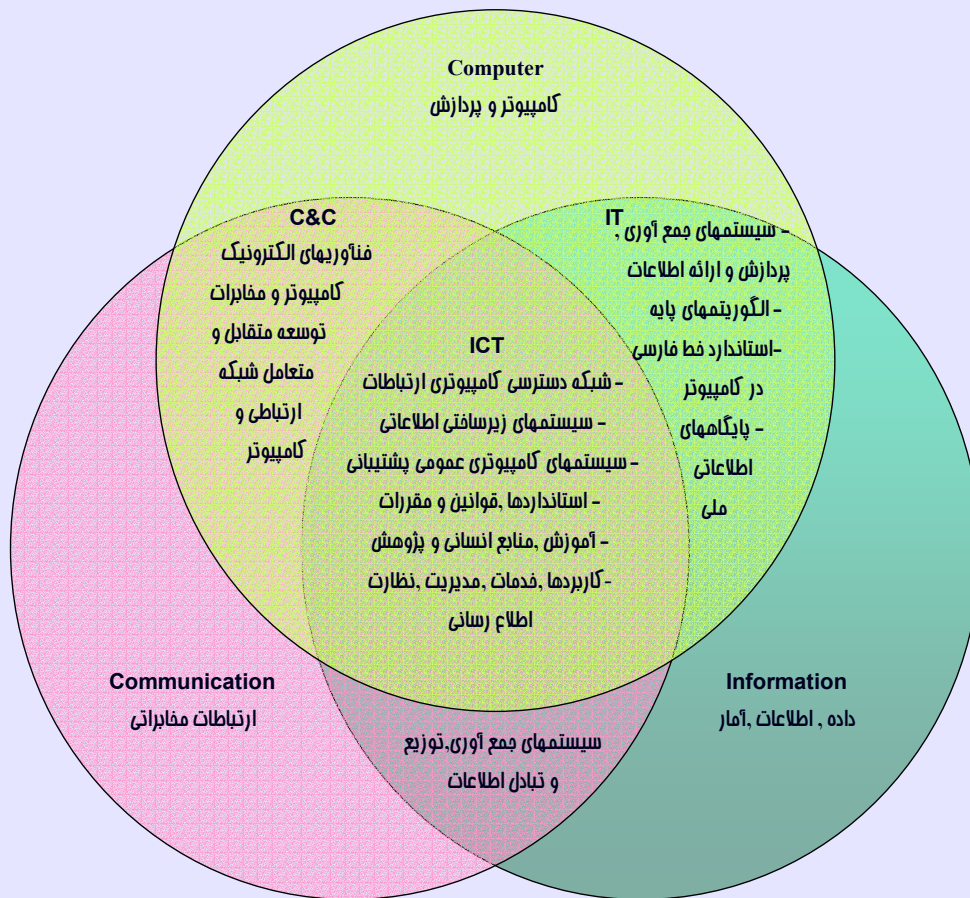 Computer
کامپیوتر و پردازش
C&C
فنآوریهای الکترونیک
کامپیوتر و مخابرات
توسعه متقابل و
متعامل شبکه
ارتباطی و
کامپیوتر
IT
- سیستمهای جمع آوری ,
پردازش و ارائه اطلاعات
- الگوریتمهای پایه
-استاندارد خط فارسی
در کامپیوتر
- پایگاههای
اطلاعاتی
ملی
ICT
- شبکه دسترسی کامپیوتری ارتباطات
- سیستمهای زیرساختی اطلاعاتی
- سیستمهای کامپیوتری عمومی پشتیبانی
- استانداردها ,قوانین و مقررات
- آموزش ,منابع انسانی و پژوهش
-کاربردها ,خدمات ,مدیریت ,نظارت
اطلاع رسانی
Communication
ارتباطات مخابراتی
Information
داده , اطلاعات ,آمار
سیستمهای جمع آوری,توزیع
و تبادل اطلاعات